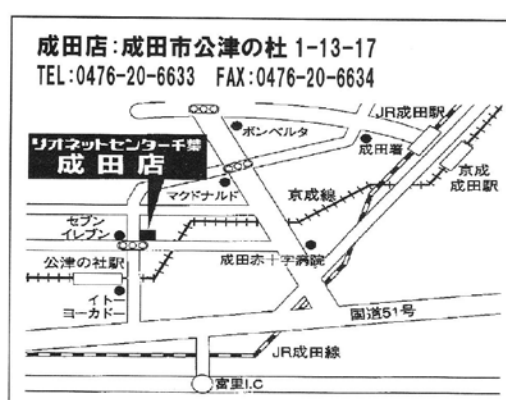 成田店:成田市公津の杜 1-13-17
TEL:0476-20-6633 FAX:0476-20-6634
JR成田駅
ボンベルタ
リオネットセンター千葉
成田店
成田署
京成
成田駅
マクドナルド
京成線
セブン
イレブン
成田赤十字病院
公津の杜駅
イトー
ヨーカドー
国道51号
JR成田線
宮里I.C